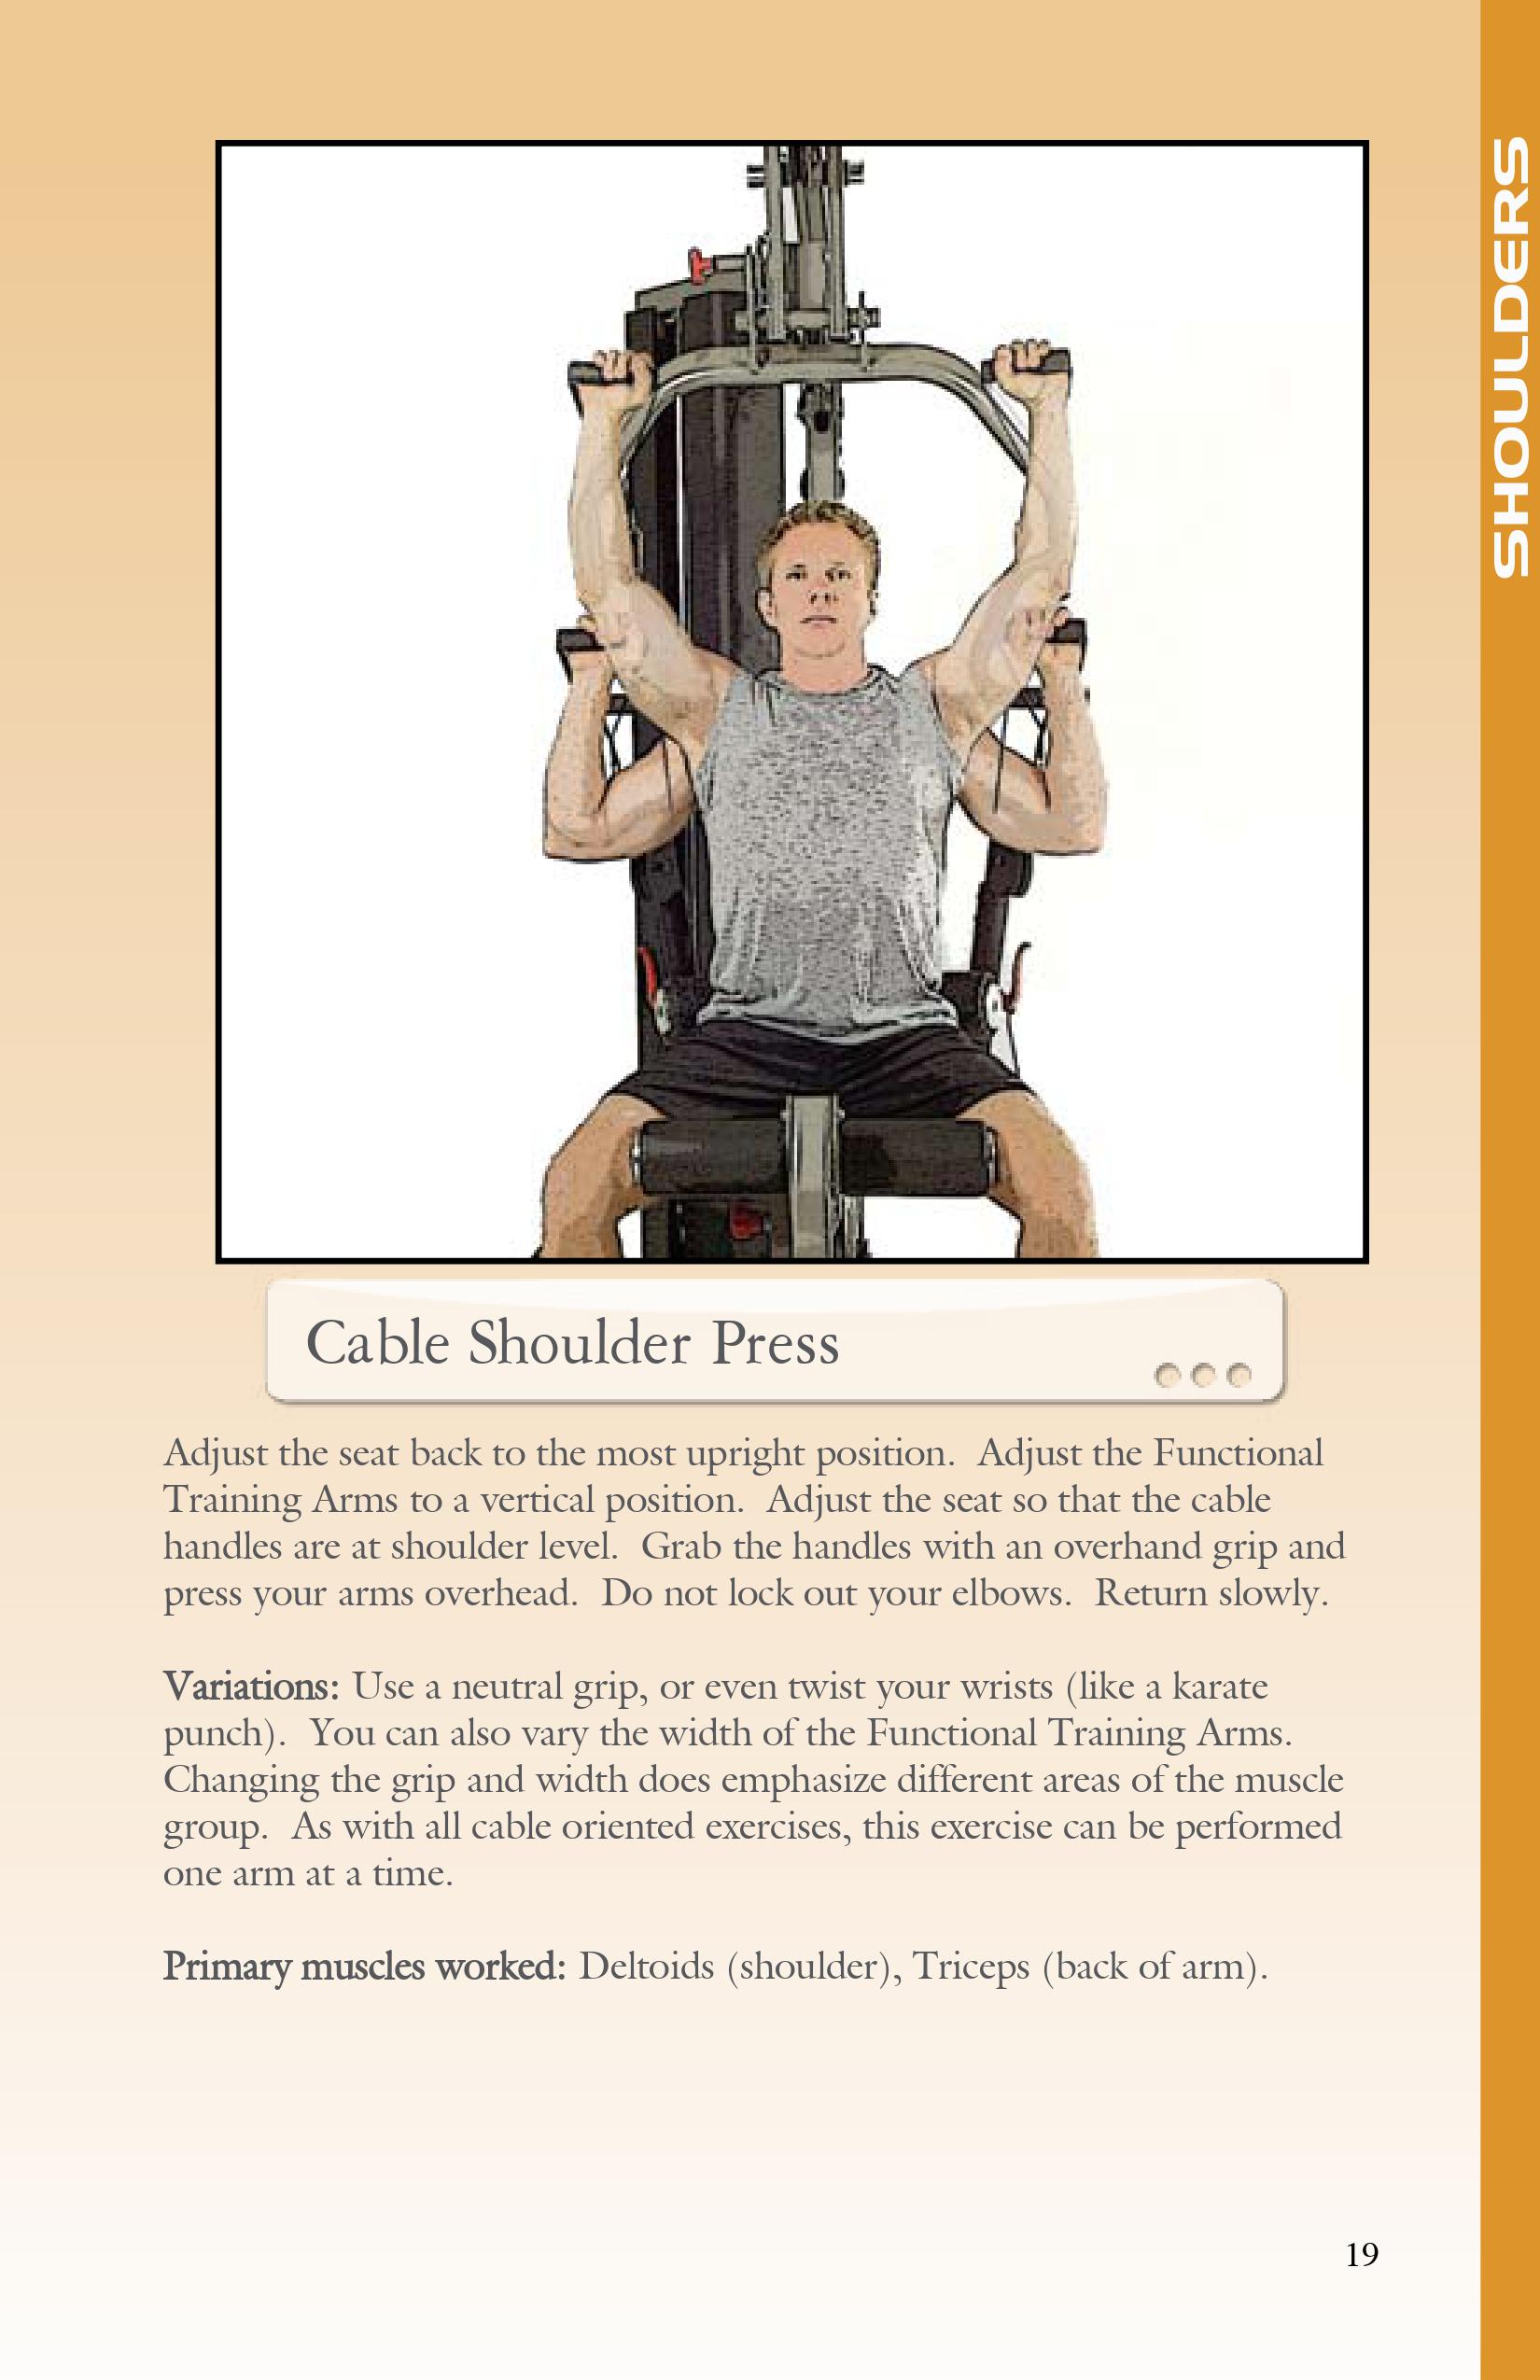 SHOULDERS
Cable Shoulder Press
Adjust the seat back to the most upright position.  Adjust the Functional
Training Arms to a vertical position.  Adjust the seat so that the cable
handles are at shoulder level.  Grab the handles with an overhand grip and
press your arms overhead.  Do not lock out your elbows.  Return slowly.
Variations: Use a neutral grip, or even twist your wrists (like a karate
punch).  You can also vary the width of the Functional Training Arms.
Changing the grip and width does emphasize different areas of the muscle
group.  As with all cable oriented exercises, this exercise can be performed
one arm at a time.
Primary muscles worked: Deltoids (shoulder), Triceps (back of arm).
19